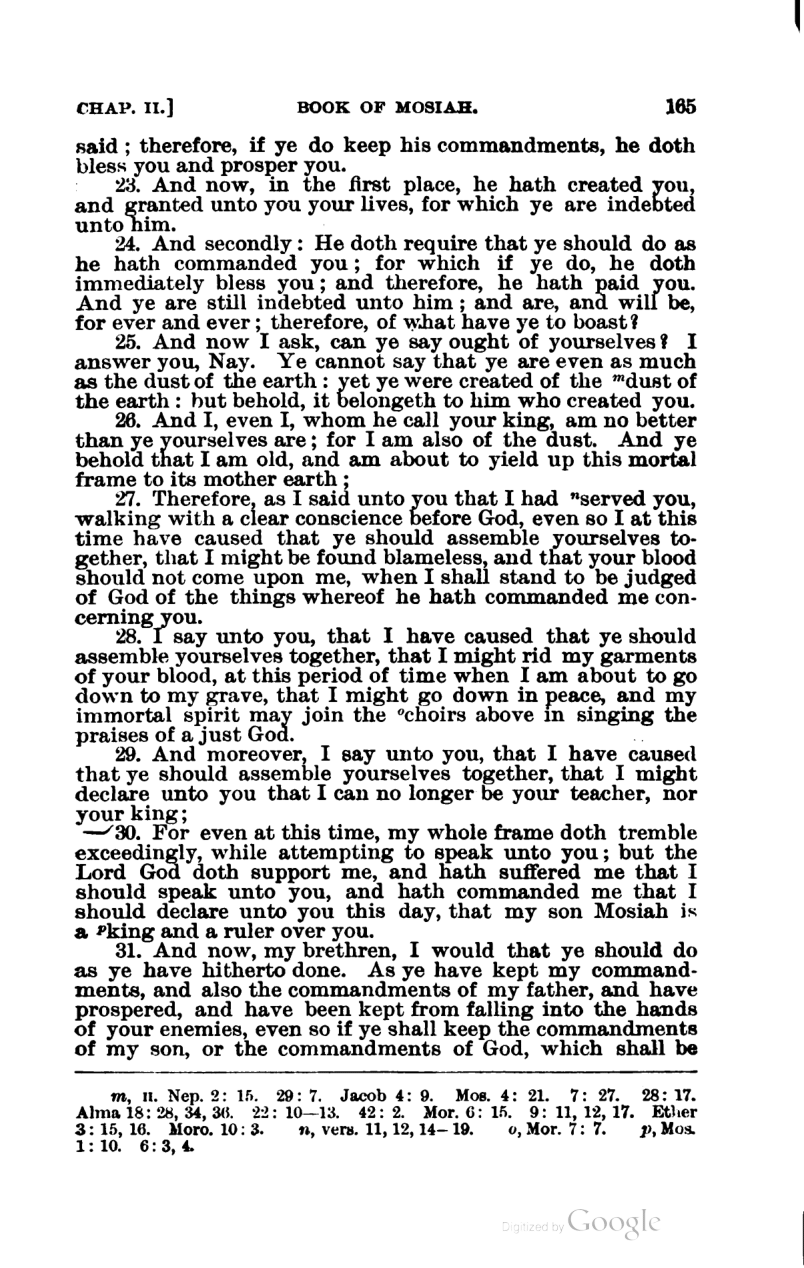 CHAP. II.] BOOK OF MOSIAH. 165
said ; therefore, if ye do keep his commandments, he doth
bless you and prosper you.
23. And now, in the first place, he hath created you,
and granted unto you your lives, for which ye are indebted
unto him.
24. And secondly : He doth require that ye should do as
he hath commanded you ; for which if ye do, he doth
immediately bless you ; and therefore, he hath paid you.
And ye are still indebted unto him ; and are, and will be,
for ever and ever ; therefore, of what have ye to boast?
25. And now I ask, can ye say ought of yourselves? I
answer you, Nay. Ye cannot say that ye are even as much
as the dust of the earth : yet ye were created of the ᵐdust of
the earth : but behold, it belongeth to him who created you.
26. And I, even I, whom he call your king, am no better
than ye yourselves are ; for I am also of the dust. And ye
behold that I am old, and am about to yield up this mortal
frame to its mother earth ;
27. Therefore, as I said unto you that I had ⁿserved you,
walking with a clear conscience before God, even so I at this
time have caused that ye should assemble yourselves to-
gether, that I might be found blameless, and that your blood
should not come upon me, when I shall stand to be judged
of God of the things whereof he hath commanded me con-
cerning you.
28. I say unto you, that I have caused that ye should
assemble yourselves together, that I might rid my garments
of your blood, at this period of time when I am about to go
down to my grave, that I might go down in peace, and my
immortal spirit may join the ᵒchoirs above in singing the
praises of a just God.
29. And moreover, I say unto you, that I have caused
that ye should assemble yourselves together, that I might
declare unto you that I can no longer be your teacher, nor
your king ;
30. For even at this time, my whole frame doth tremble
exceedingly, while attempting to speak unto you ; but the
Lord God doth support me, and hath suffered me that I
should speak unto you, and hath commanded me that I
should declare unto you this day, that my son Mosiah is
a ᵖking and a ruler over you.
31. And now, my brethren, I would that ye should do
as ye have hitherto done. As ye have kept my command-
ments, and also the commandments of my father, and have
prospered, and have been kept from falling into the hands
of your enemies, even so if ye shall keep the commandments
of my son, or the commandments of God, which shall be
m, II. Nep. 2 : 15. 29 : 7. Jacob 4 : 9. Mos. 4 : 21. 7 : 27. 28 : 17.
Alma 18 : 28, 34, 36. 22 : 10—13. 42 : 2. Mor. 6 : 15. 9 : 11, 12, 17. Ether
3 : 15, 16. Moro. 10 : 3. n, vers. 11, 12, 14—19. o, Mor. 7 : 7. p, Mos.
1 : 10. 6 : 3, 4.
Digitized by Google